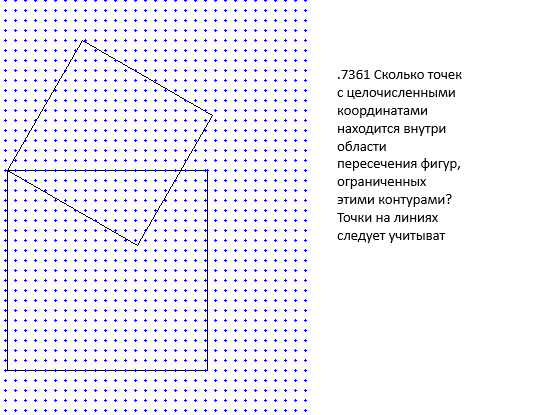 .7361 Сколько точек
с целочисленными
координатами
находится внутри
области
пересечения фигур,
ограниченных
этими контурами?
Точки на линиях
следует учитыват